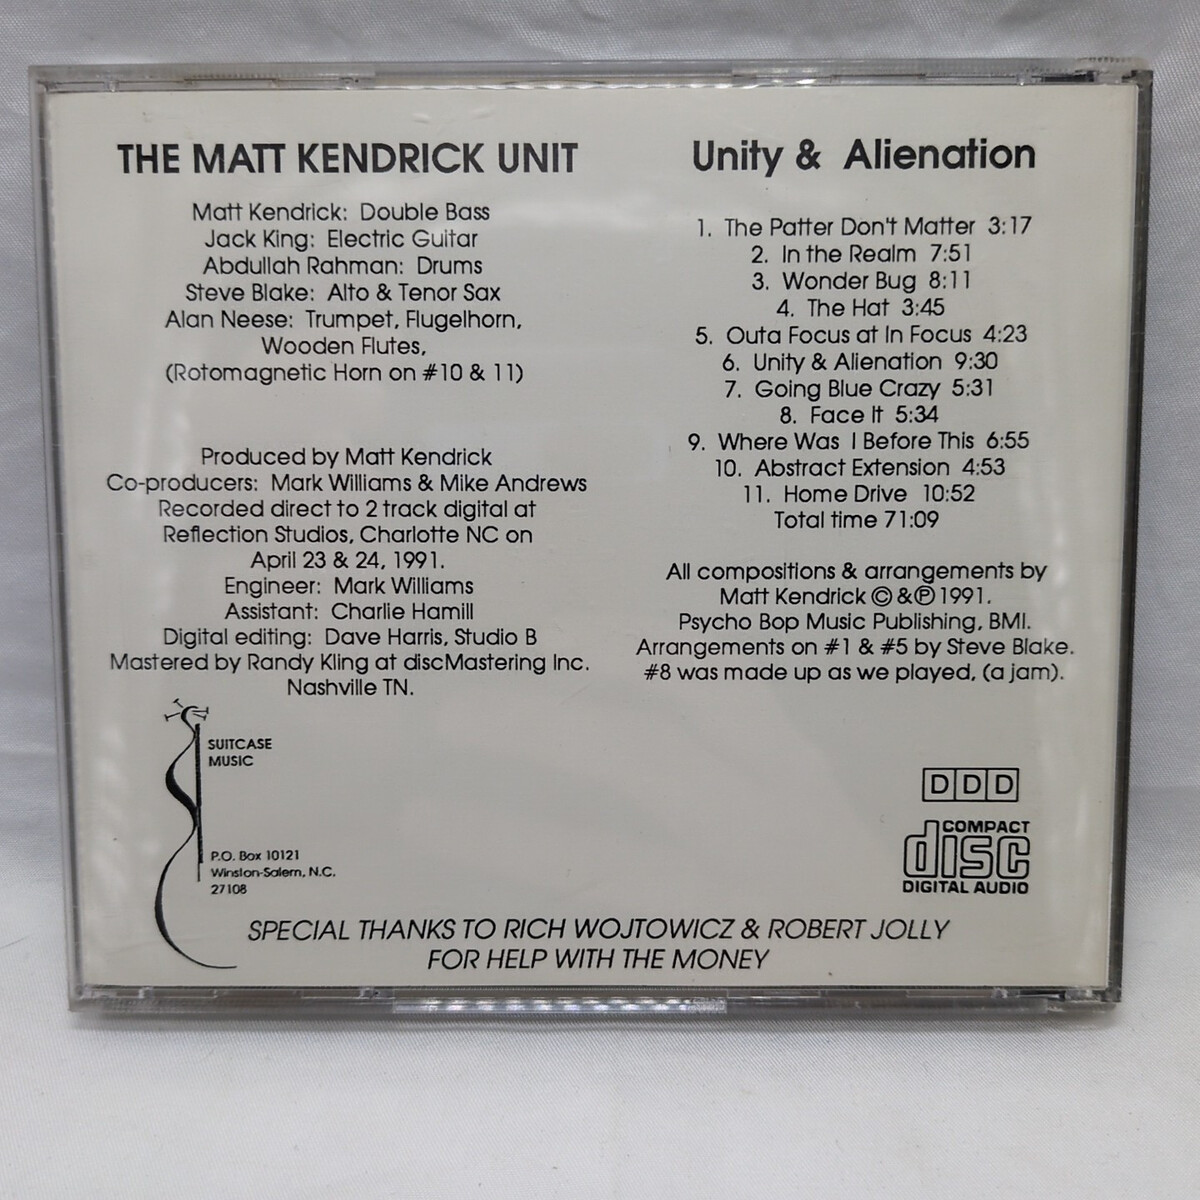 THE MATT KENDRICK UNIT
Matt Kendrick: Double Bass
Jack King: Electric Guitar
Abdullah Rahman: Drums
Steve Blake: Alto & Tenor Sax
Alan Neese: Trumpet, Flugelhorn,
Wooden Flutes,
(Rotomagnetic Horn on #10 & 11)
Produced by Matt Kendrick
Co-producers: Mark Williams & Mike Andrews
Recorded direct to 2 track digital at
Reflection Studios, Charlotte NC on
April 23 & 24, 1991.
Engineer: Mark Williams
Assistant: Charlie Hamill
Digital editing: Dave Harris, Studio B
Mastered by Randy Kling at discMastering Inc.
Nashville TN.
SUITCASE
MUSIC
P.O. Box 10121
Winston-Salem, N.C.
27108
Unity & Alienation
1. The Patter Don't Matter 3:17
2. In the Realm 7:51
3. Wonder Bug 8:11
4. The Hat 3:45
5. Outa Focus at In Focus 4:23
6. Unity & Alienation 9:30
7. Going Blue Crazy 5:31
8. Face It 5:34
9. Where Was I Before This 6:55
10. Abstract Extension 4:53
11. Home Drive 10:52
Total time 71:09
All compositions & arrangements by
Matt Kendrick © & ℗ 1991.
Psycho Bop Music Publishing, BMI.
Arrangements on #1 & #5 by Steve Blake.
#8 was made up as we played, (a jam).
DDD
COMPACT
disc
DIGITAL AUDIO
SPECIAL THANKS TO RICH WOJTOWICZ & ROBERT JOLLY
FOR HELP WITH THE MONEY